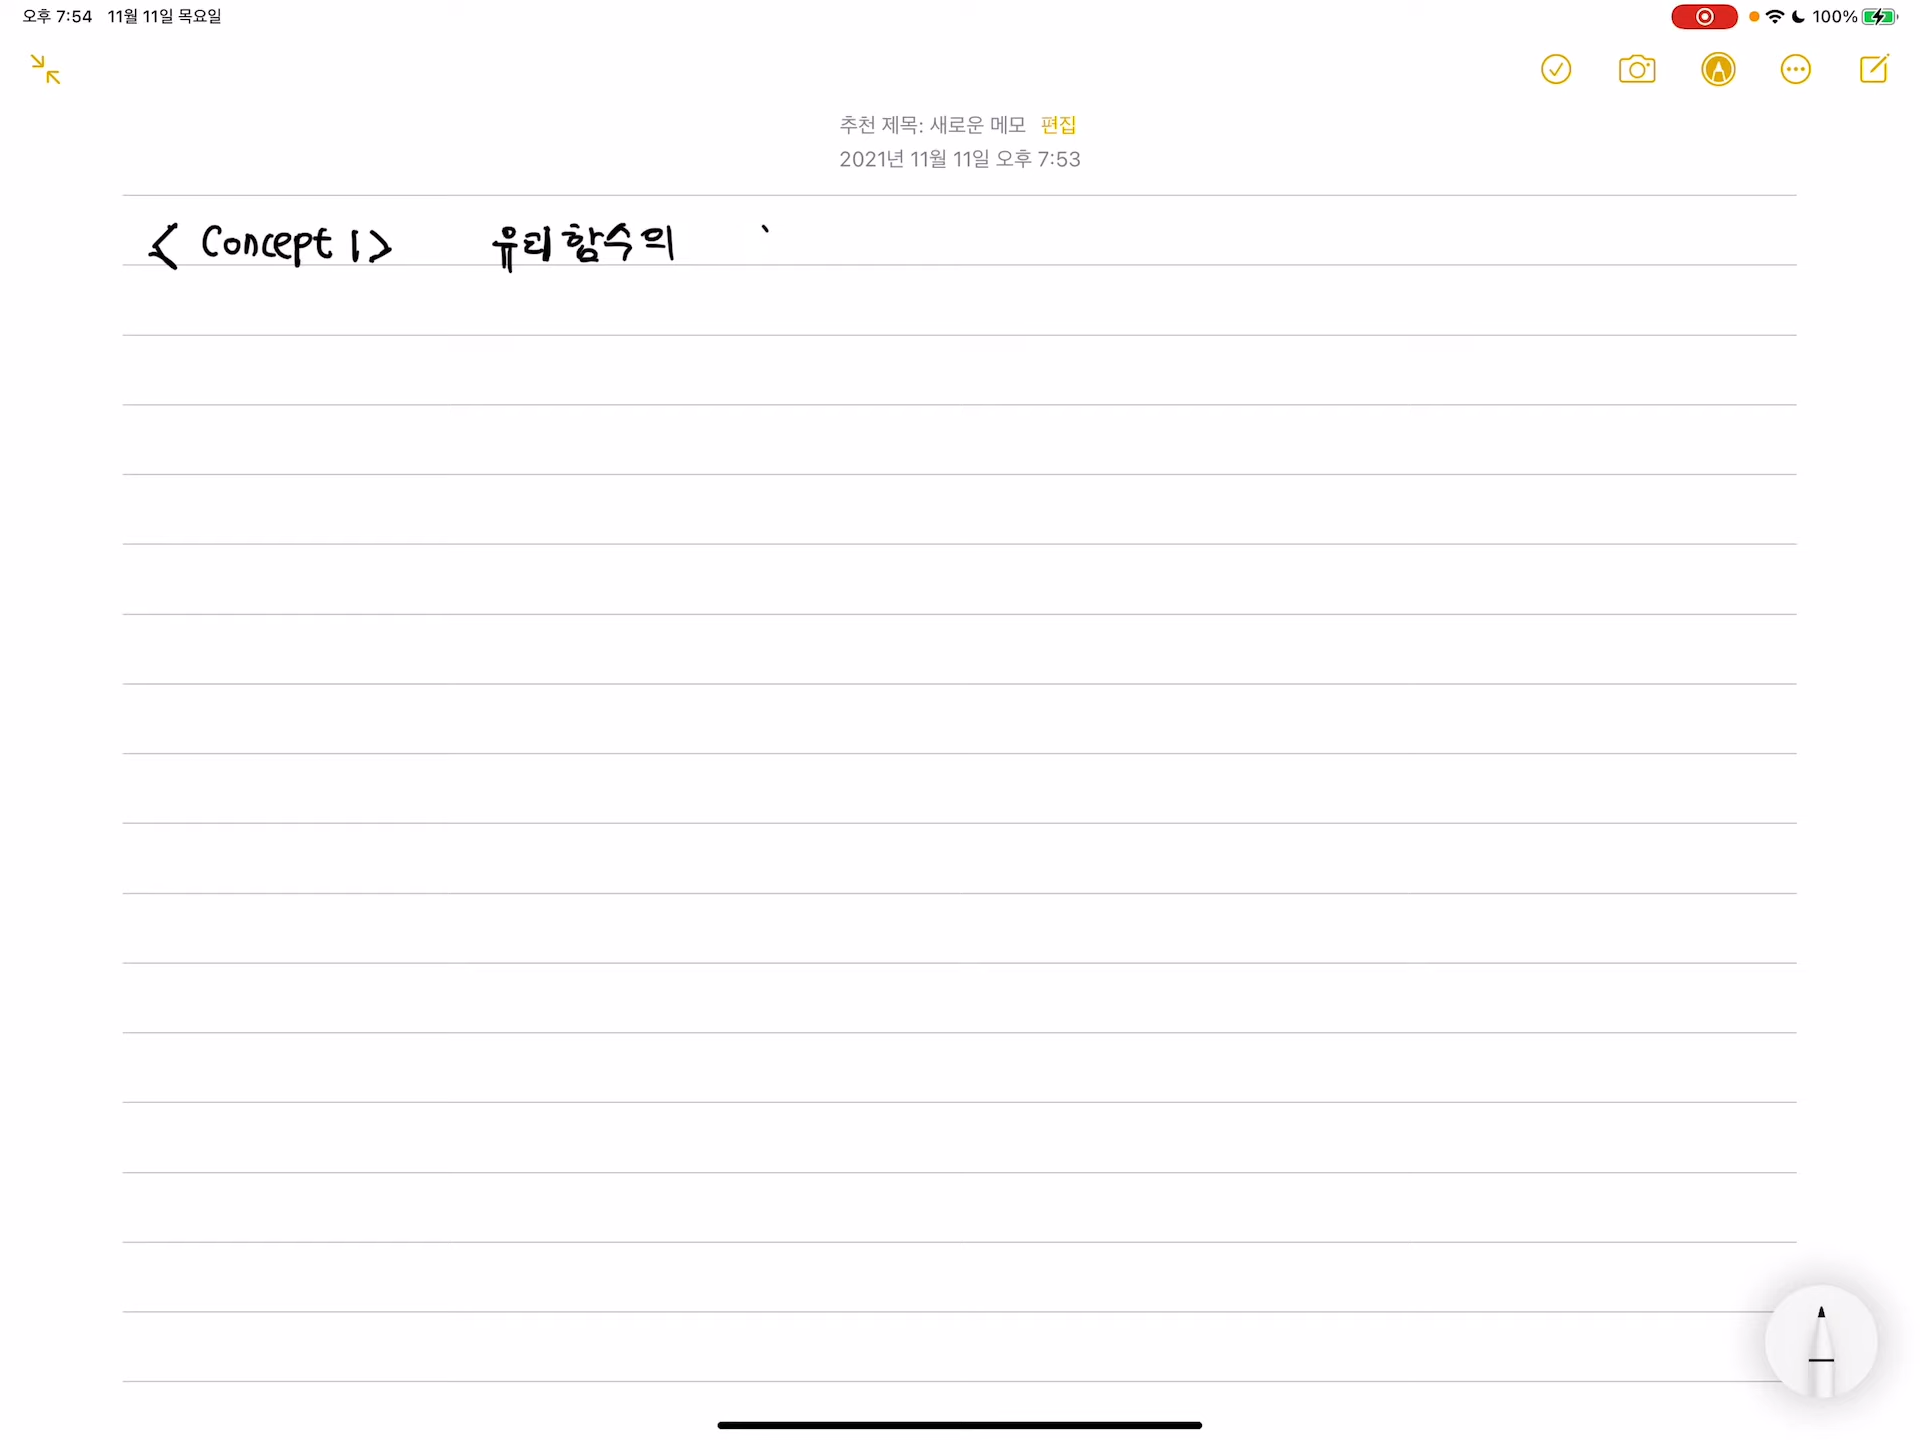 오후 7:54 11월 11일 목요일 100%
추천 제목: 새로운 메모 편집
2021년 11월 11일 오후 7:53
< Concept 1> 유리함수의